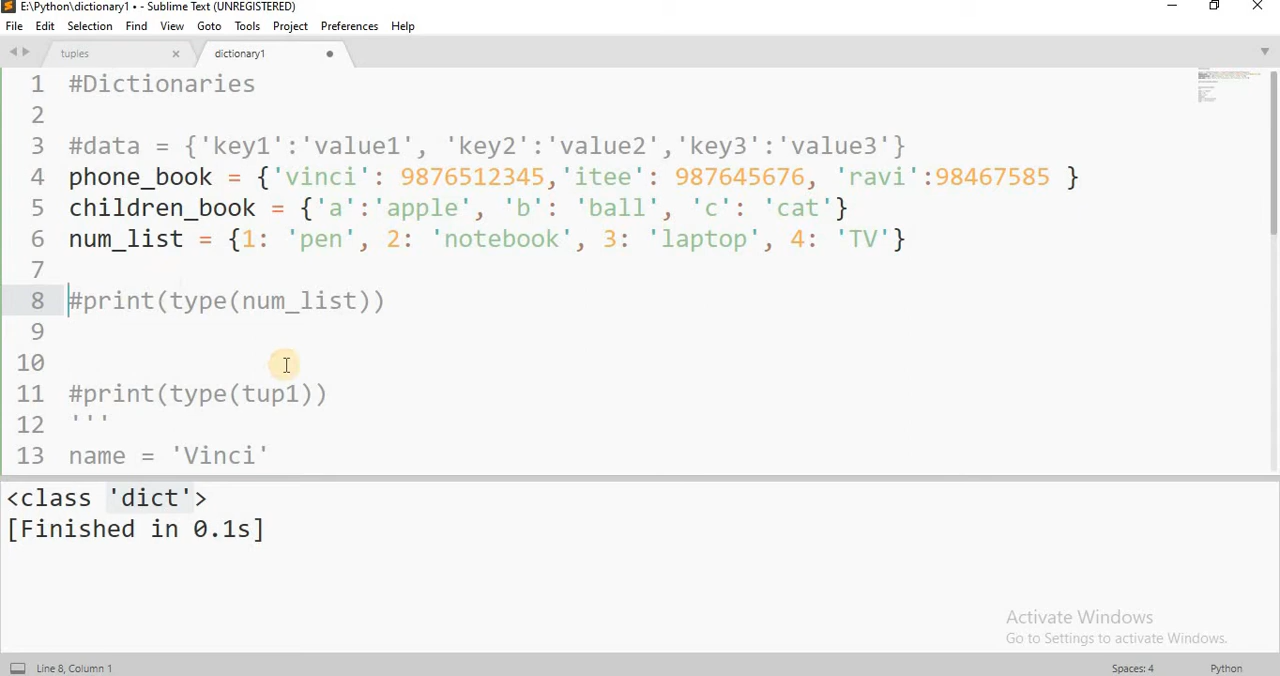 E:\Python\dictionary1 • - Sublime Text (UNREGISTERED)
File Edit Selection Find View Goto Tools Project Preferences Help
tuples dictionary1
1 #Dictionaries
2
3 #data = {'key1':'value1', 'key2':'value2','key3':'value3'}
4 phone_book = {'vinci': 9876512345,'itee': 987645676, 'ravi':98467585 }
5 children_book = {'a':'apple', 'b': 'ball', 'c': 'cat'}
6 num_list = {1: 'pen', 2: 'notebook', 3: 'laptop', 4: 'TV'}
7
8 #print(type(num_list))
9
10
11 #print(type(tup1))
12 '''
13 name = 'Vinci'
<class 'dict'>
[Finished in 0.1s]
Activate Windows
Go to Settings to activate Windows.
Line 8, Column 1 Spaces: 4 Python